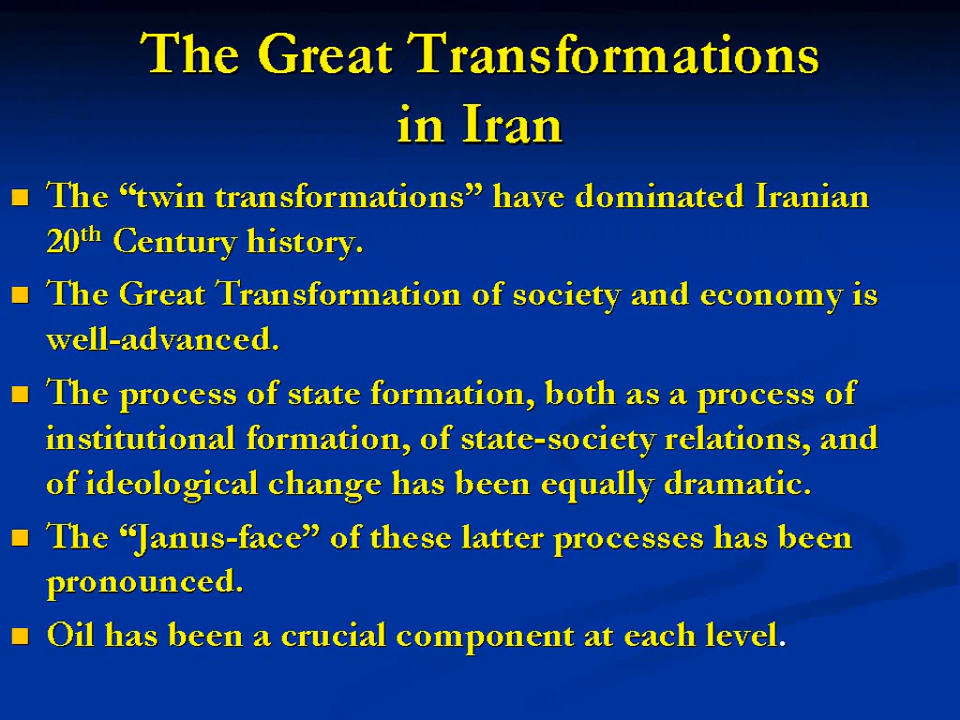 The Great Transformations
in Iran
The “twin transformations” have dominated Iranian
20th Century history.
The Great Transformation of society and economy is
well-advanced.
The process of state formation, both as a process of
institutional formation, of state-society relations, and
of ideological change has been equally dramatic.
The “Janus-face” of these latter processes has been
pronounced.
Oil has been a crucial component at each level.